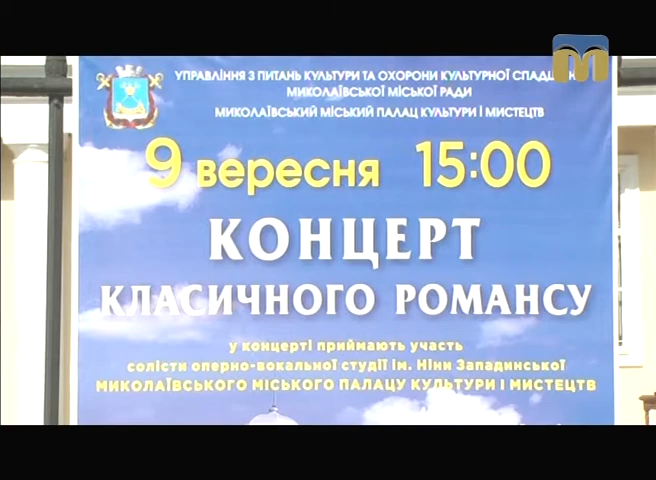 УПРАВЛІННЯ З ПИТАНЬ КУЛЬТУРИ ТА ОХОРОНИ КУЛЬТУРНОЇ
МИКОЛАЇВСЬКОЇ МІСЬКОЇ РАДИ
МИКОЛАЇВСЬКИЙ МІСЬКИЙ ПАЛАЦ КУЛЬТУРИ І МИСТЕЦТВ
9 вересня 15:00
КОНЦЕРТ
КЛАСИЧНОГО РОМАНСУ
у концерті приймають участь
солісти оперно-вокальної студії ім. Ніни Западинської
МИКОЛАЇВСЬКОГО МІСЬКОГО ПАЛАЦУ КУЛЬТУРИ І МИСТЕЦТВ